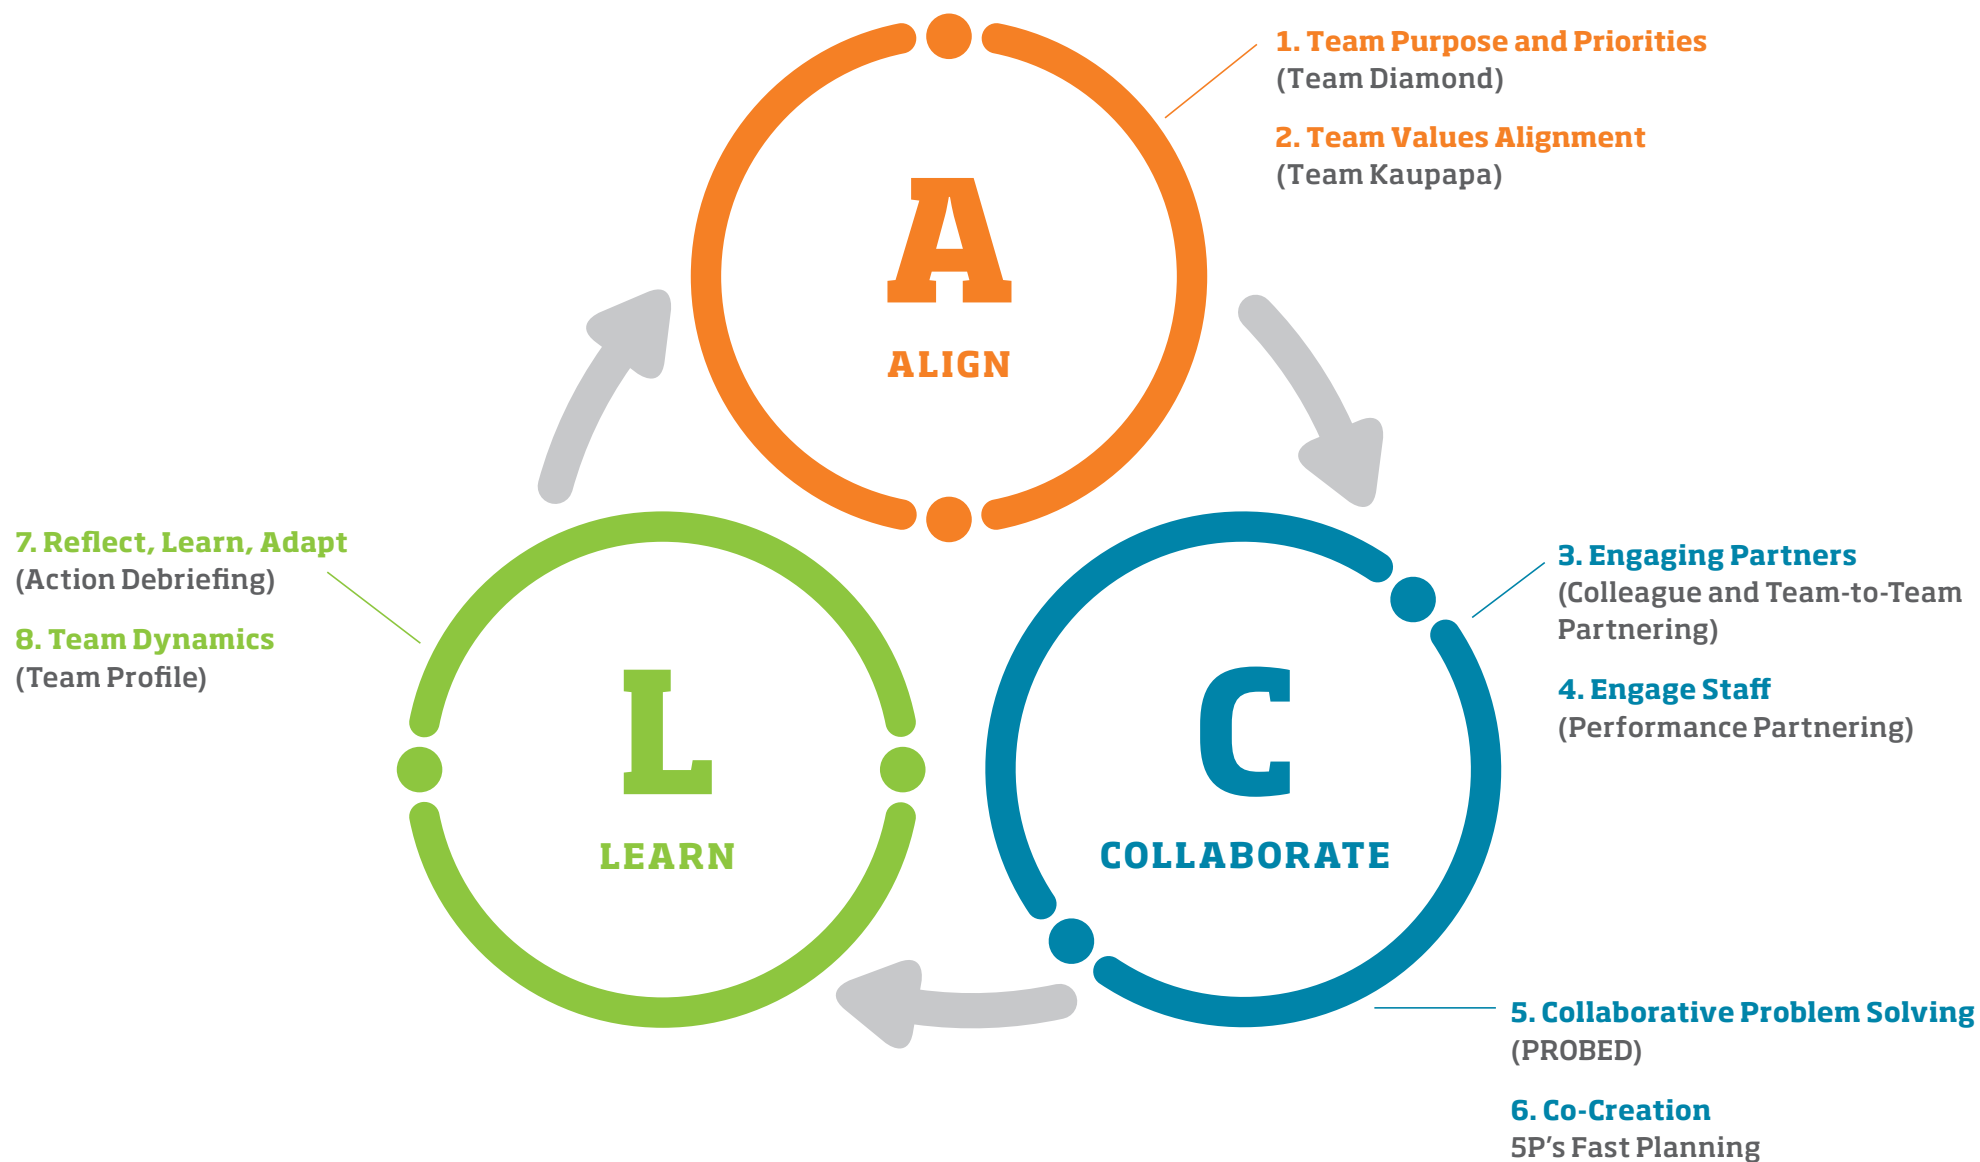 1. Team Purpose and Priorities
(Team Diamond)
2. Team Values Alignment
(Team Kaupapa)
A
ALIGN
7. Reflect, Learn, Adapt
(Action Debriefing)
8. Team Dynamics
(Team Profile)
L
LEARN
C
COLLABORATE
3. Engaging Partners
(Colleague and Team-to-Team
Partnering)
4. Engage Staff
(Performance Partnering)
5. Collaborative Problem Solving
(PROBED)
6. Co-Creation
5P's Fast Planning